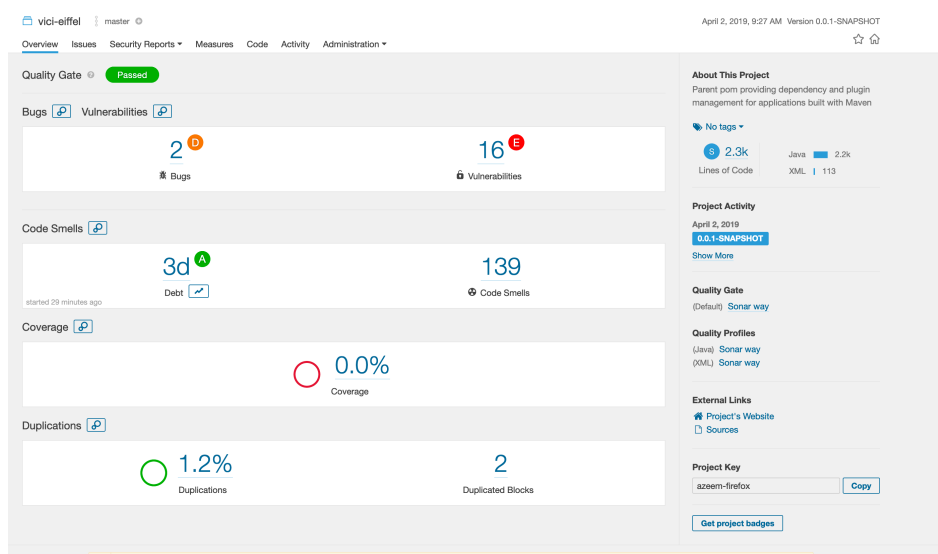 vici-eiffel master April 2, 2019, 9:27 AM Version 0.0.1-SNAPSHOT
Overview Issues Security Reports Measures Code Activity Administration
Quality Gate ? Passed
Bugs Vulnerabilities
2 D 16 E
Bugs Vulnerabilities
Code Smells
3d A 139
Debt Code Smells
started 29 minutes ago
Coverage
0.0%
Coverage
Duplications
1.2% 2
Duplications Duplicated Blocks
About This Project
Parent pom providing dependency and plugin
management for applications built with Maven
No tags
S 2.3k Java 2.2k
Lines of Code XML 113
Project Activity
April 2, 2019
0.0.1-SNAPSHOT
Show More
Quality Gate
(Default) Sonar way
Quality Profiles
(Java) Sonar way
(XML) Sonar way
External Links
Project's Website
Sources
Project Key
azeem-firefox Copy
Get project badges